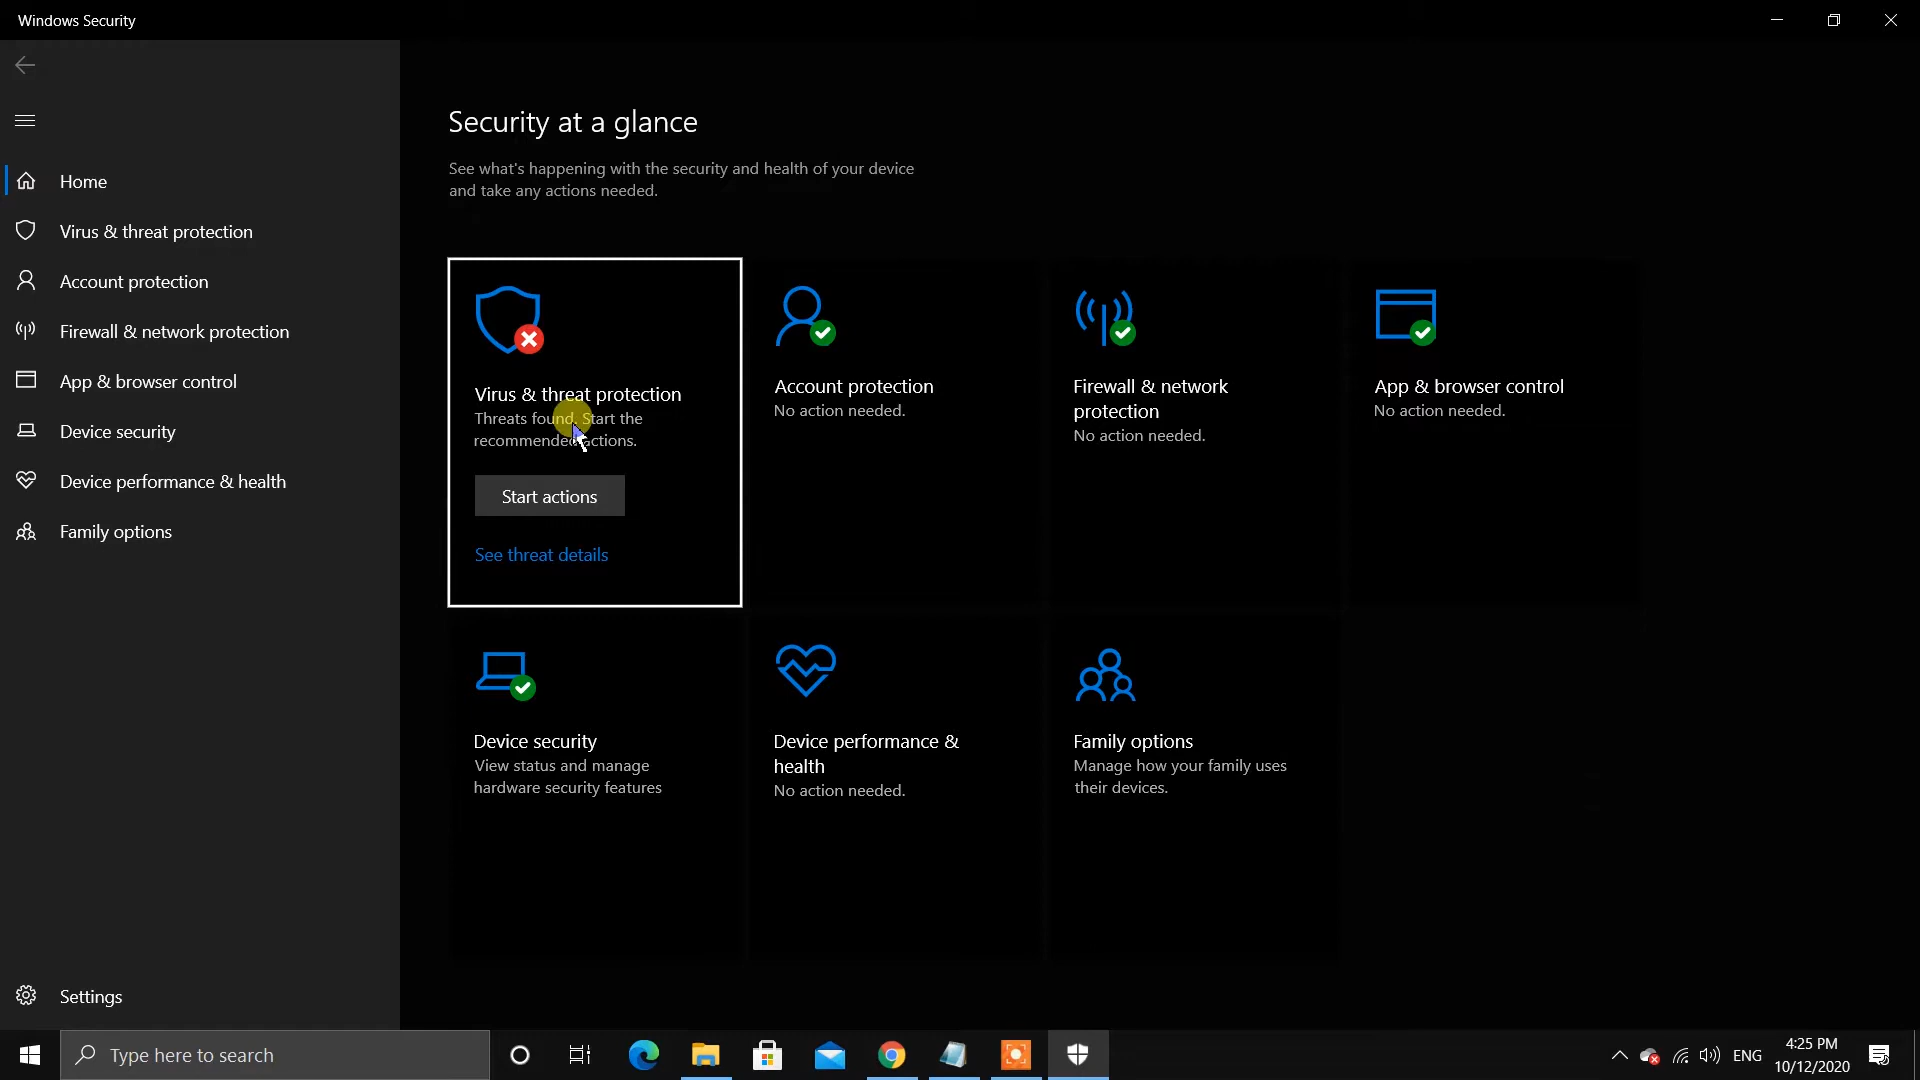 Windows Security
Home
Virus & threat protection
Account protection
Firewall & network protection
App & browser control
Device security
Device performance & health
Family options
Settings
Security at a glance
See what's happening with the security and health of your device
and take any actions needed.
Virus & threat protection
Threats found. Start the
recommended actions.
Start actions
See threat details
Account protection
No action needed.
Firewall & network
protection
No action needed.
App & browser control
No action needed.
Device security
View status and manage
hardware security features
Device performance &
health
No action needed.
Family options
Manage how your family uses
their devices.
Type here to search
ENG
4:25 PM
10/12/2020